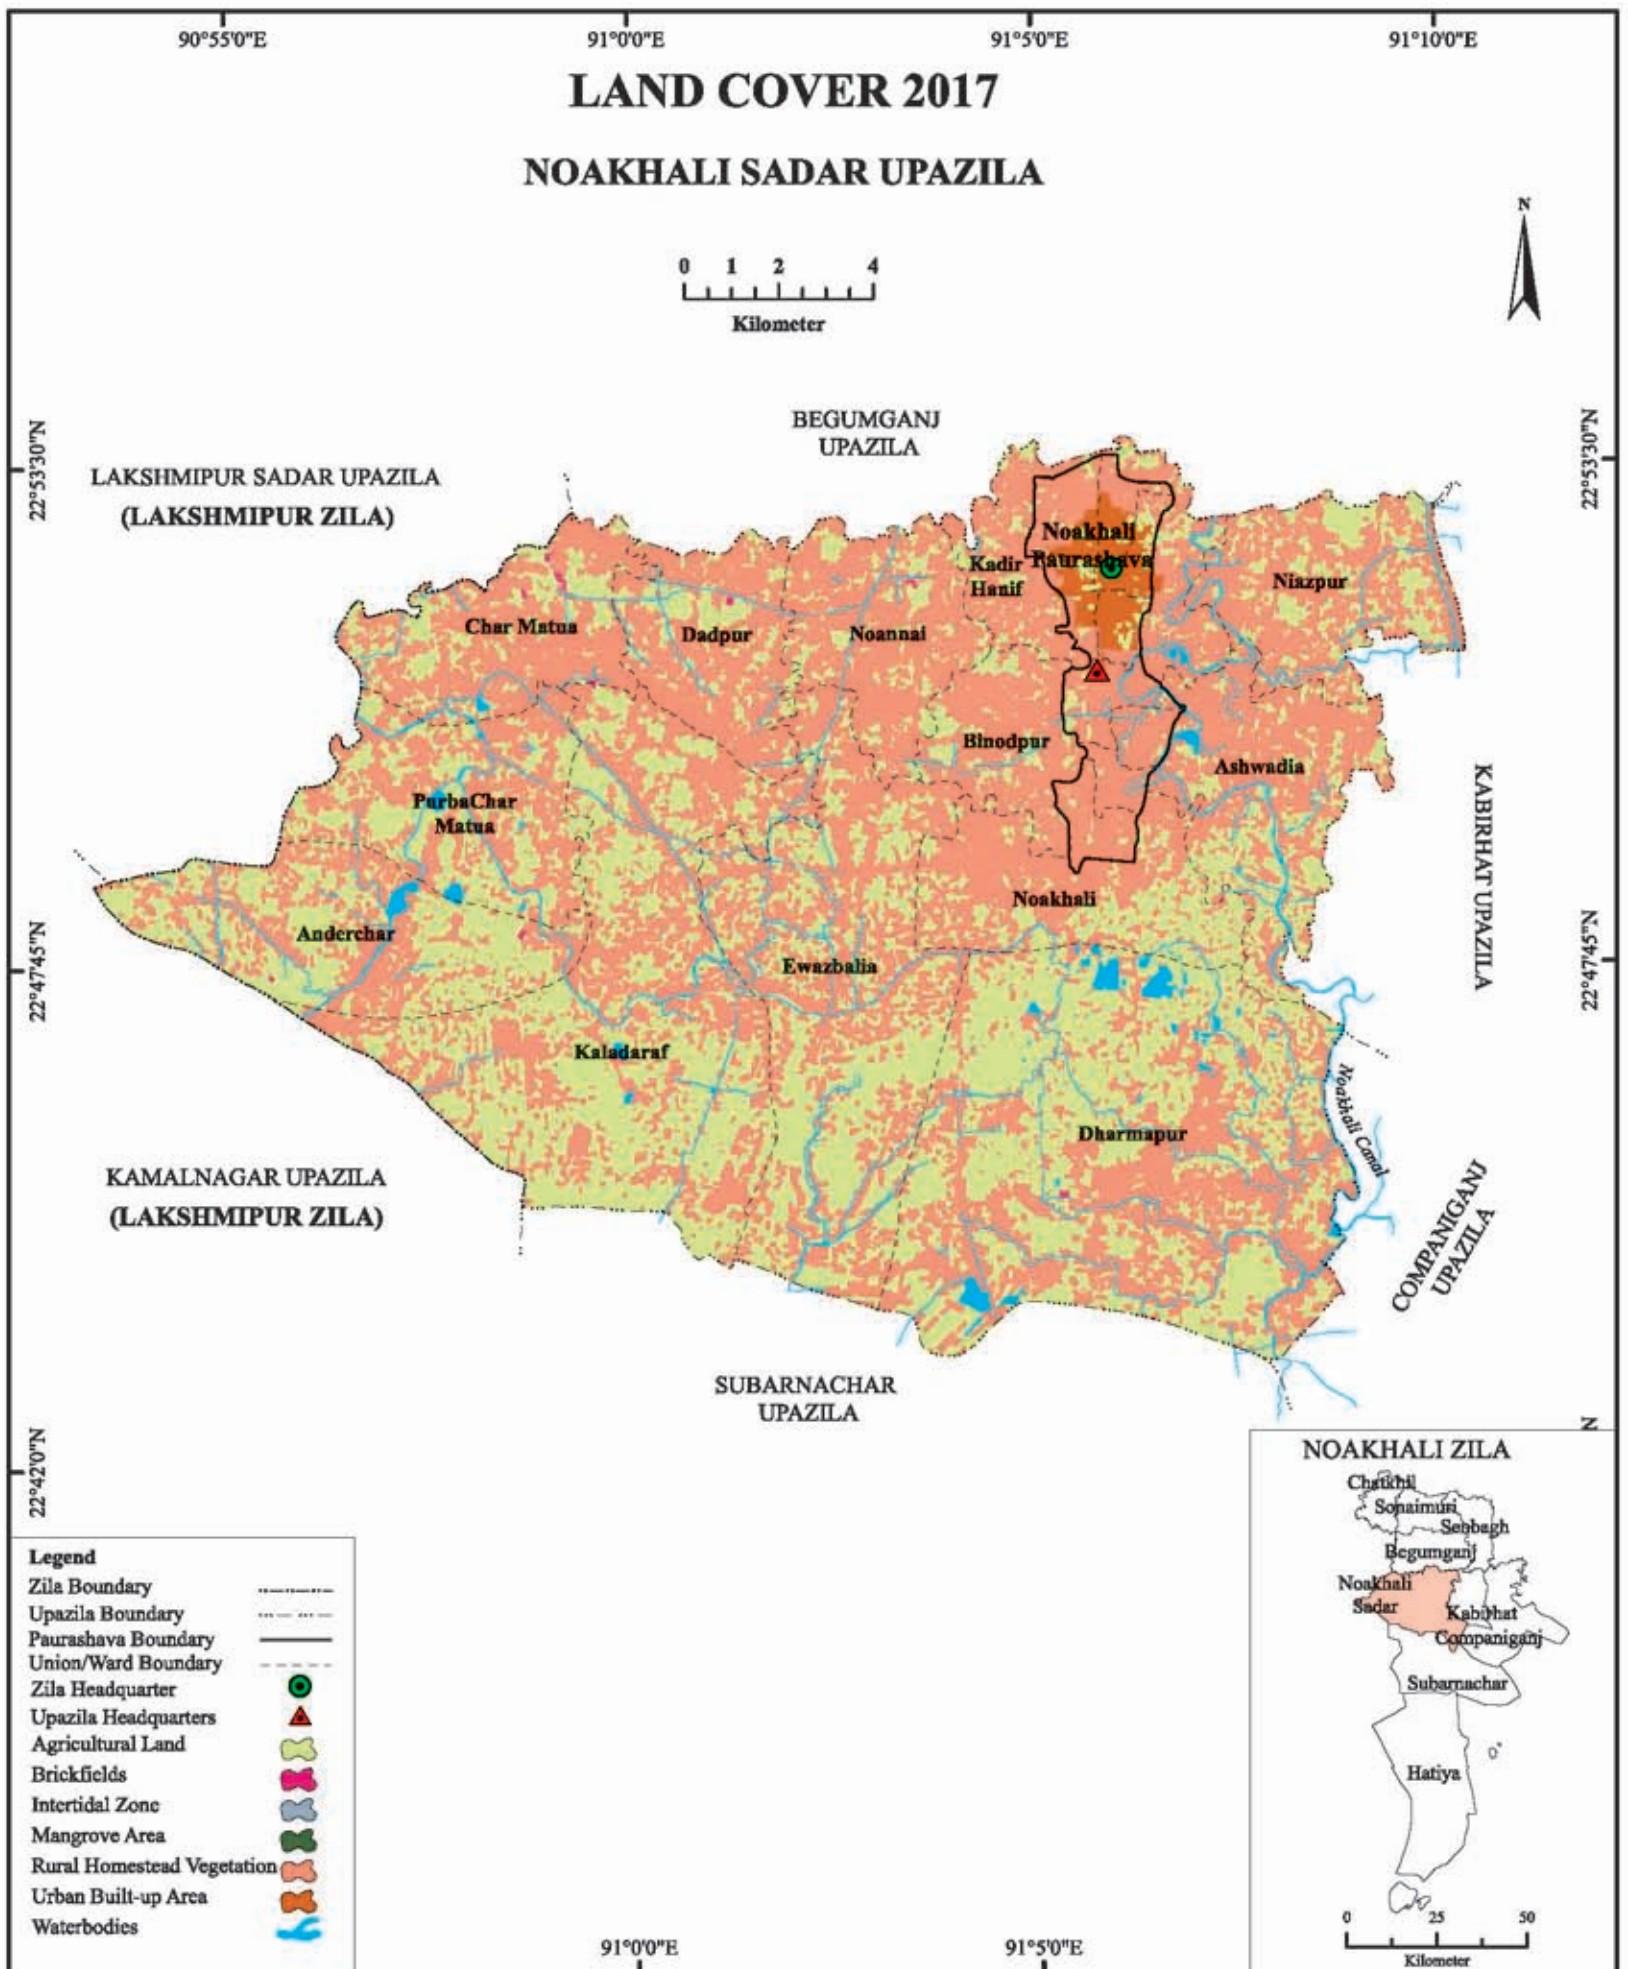 90°55'0"E
91°0'0"E
91°5'0"E
91°10'0"E
LAND COVER 2017
NOAKHALI SADAR UPAZILA
N
0 1 2 4
Kilometer
BEGUMGANJ
UPAZILA
22°53'30"N
22°53'30"N
LAKSHMIPUR SADAR UPAZILA
(LAKSHMIPUR ZILA)
Noakhali
Paurashava
Kadir
Hanif
Niazpur
Char Matua
Dadpur
Noannai
Binodpur
Ashwadia
PurbaChar
Matua
KABIRHAT UPAZILA
Noakhali
Anderchar
Ewazbalia
22°47'45"N
22°47'45"N
Kaladaraf
Noakhali Canal
Dharmapur
KAMALNAGAR UPAZILA
(LAKSHMIPUR ZILA)
COMPANIGANJ
UPAZILA
SUBARNACHAR
UPAZILA
22°42'0"N
N
NOAKHALI ZILA
Chatkhil
Sonaimuri
Senbagh
Begumganj
Noakhali
Sadar
Kabirhat
Companiganj
Subarnachar
Hatiya
0 25 50
Kilometer
Legend
Zila Boundary
Upazila Boundary
Paurashava Boundary
Union/Ward Boundary
Zila Headquarter
Upazila Headquarters
Agricultural Land
Brickfields
Intertidal Zone
Mangrove Area
Rural Homestead Vegetation
Urban Built-up Area
Waterbodies
91°0'0"E
91°5'0"E